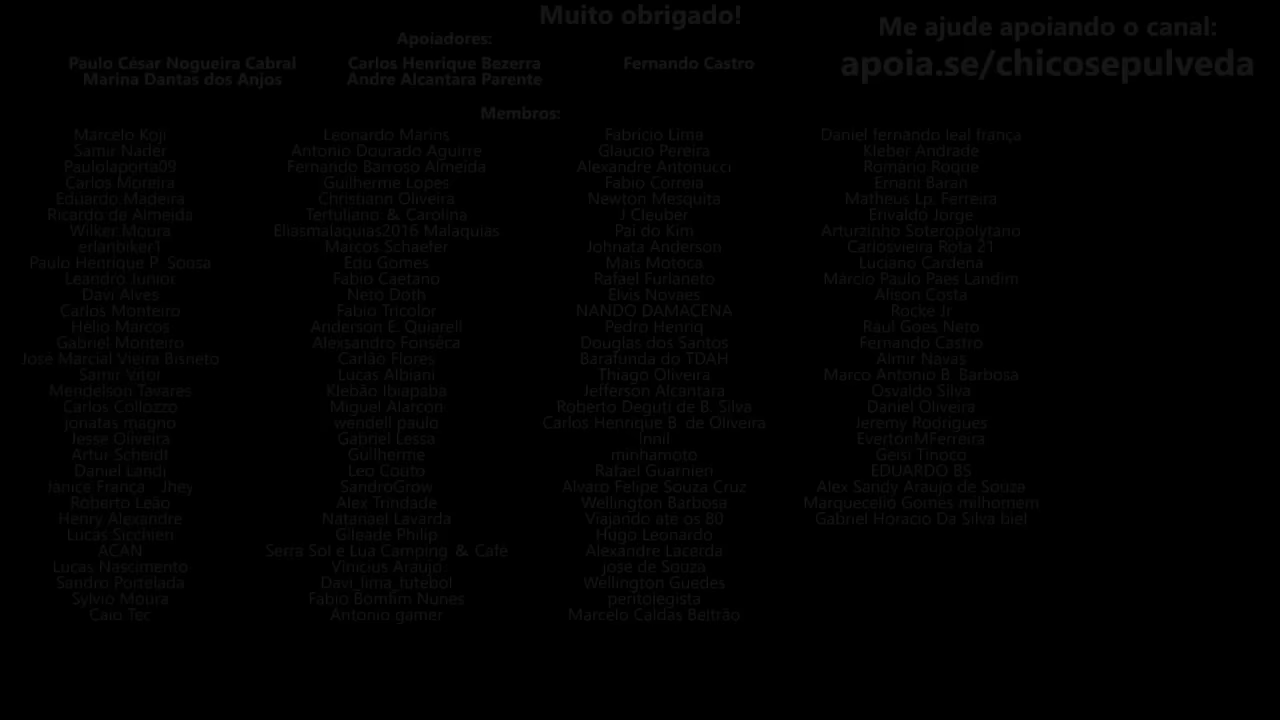 Muito obrigado!
Me ajude apoiando o canal:
apoia.se/chicosepulveda
Apoiadores:
Paulo César Nogueira Cabral
Marina Dantas dos Anjos
Carlos Henrique Bezerra
Andre Alcantara Parente
Fernando Castro
Membros:
Marcelo Koji
Samir Nader
Paulolaporta09
Carlos Moreira
Eduardo Madeira
Ricardo de Almeida
Wilker Moura
erlanbiker1
Paulo Henrique P. Sousa
Leandro Junior
Davi Alves
Carlos Monteiro
Helio Marcos
Gabriel Monteiro
José Marcial Vieira Bisneto
Samir Vitor
Mendelson Tavares
Carlos Collozzo
jonatas magno
Jesse Oliveira
Artur Scheidt
Daniel Landi
Janice França _ Jhey
Roberto Leão
Henry Alexandre
Lucas Sicchieri
ACAN
Lucas Nascimento
Sandro Portelada
Sylvio Moura
Caio Tec
Leonardo Marins
Antonio Dourado Aguirre
Fernando Barroso Almeida
Guilherme Lopes
Christiann Oliveira
Tertuliano & Carolina
Eliasmalaquias2016 Malaquias
Marcos Schaefer
Edu Gomes
Fabio Caetano
Neto Doth
Fabio Tricolor
Anderson E. Quiarell
Alexsandro Fonsêca
Carlão Flores
Lucas Albiani
Klebão Ibiapaba
Miguel Alarcon
wendell paulo
Gabriel Lessa
Guilherme
Leo Couto
SandroGrow
Alex Trindade
Natanael Lavarda
Gileade Philip
Serra Sol e Lua Camping & Café
Vinicius Araujo
Davi_lima_futebol
Fabio Bomfim Nunes
Antonio gamer
Fabricio Lima
Glaucio Pereira
Alexandre Antonucci
Fabio Correia
Newton Mesquita
J Cleuber
Pai do Kim
Johnata Anderson
Mais Motoca
Rafael Furlaneto
Elvis Novaes
NANDO DAMACENA
Pedro Henriq
Douglas dos Santos
Barafunda do TDAH
Thiago Oliveira
Jefferson Alcantara
Roberto Deguti de B. Silva
Carlos Henrique B. de Oliveira
Innil
minhamoto
Rafael Guarnieri
Alvaro Felipe Souza Cruz
Wellington Barbosa
Viajando até os 80
Hugo Leonardo
Alexandre Lacerda
jose de Souza
Wellington Guedes
peritolegista
Marcelo Caldas Beltrão
Daniel fernando leal frança
Kleber Andrade
Romário Roque
Ernani Baran
Matheus Lp. Ferreira
Erivaldo Jorge
Arturzinho Soteropolytano
Carlosvieira Rota 21
Luciano Cardena
Márcio Paulo Paes Landim
Alison Costa
Rocke Jr
Raul Goes Neto
Fernando Castro
Almir Navas
Marco Antonio B. Barbosa
Osvaldo Silva
Daniel Oliveira
Jeremy Rodrigues
EvertonMFerreira
Geisi Tinoco
EDUARDO BS
Alex Sandy Araujo de Souza
Marquecelio Gomes milhomem
Gabriel Horacio Da Silva biel